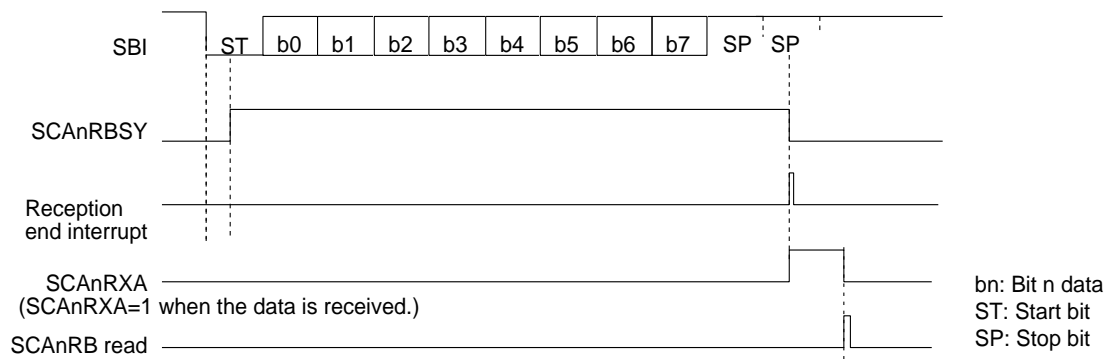 SBI
ST b0 b1 b2 b3 b4 b5 b6 b7 SP SP
SCAnRBSY
Reception
end interrupt
SCAnRXA
(SCAnRXA=1 when the data is received.)
SCAnRB read
bn: Bit n data
ST: Start bit
SP: Stop bit